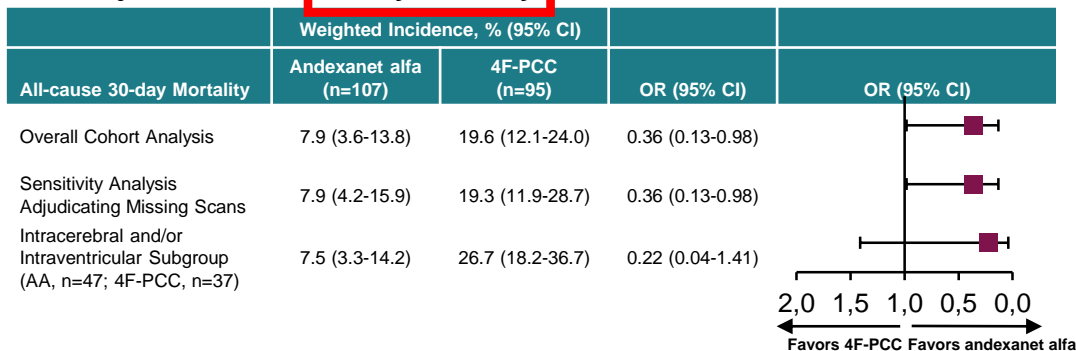 Weighted Incidence, % (95% CI)
All-cause 30-day Mortality
Andexanet alfa
(n=107)
4F-PCC
(n=95)
OR (95% CI)
OR (95% CI)
Overall Cohort Analysis 7.9 (3.6-13.8) 19.6 (12.1-24.0) 0.36 (0.13-0.98)
Sensitivity Analysis
Adjudicating Missing Scans 7.9 (4.2-15.9) 19.3 (11.9-28.7) 0.36 (0.13-0.98)
Intracerebral and/or
Intraventricular Subgroup 7.5 (3.3-14.2) 26.7 (18.2-36.7) 0.22 (0.04-1.41)
(AA, n=47; 4F-PCC, n=37)
2,0 1,5 1,0 0,5 0,0
Favors 4F-PCC Favors andexanet alfa